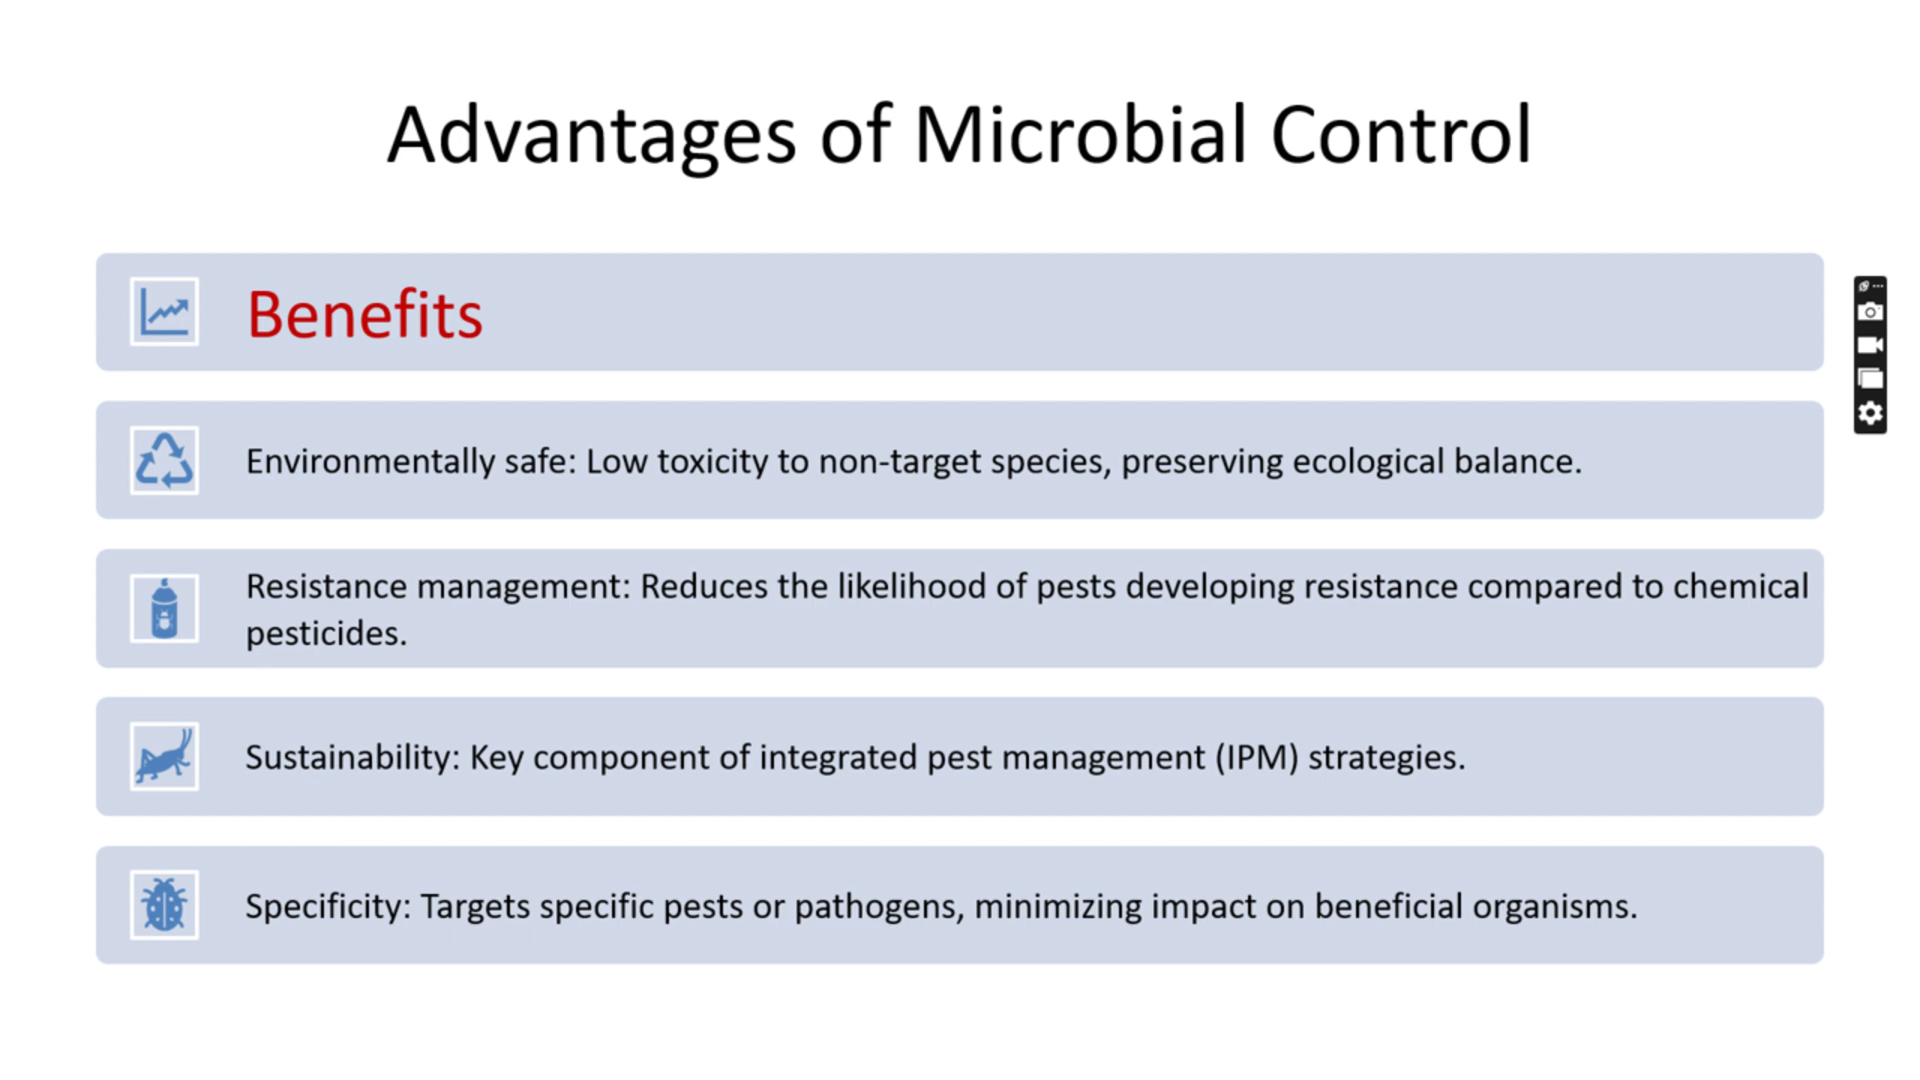 Advantages of Microbial Control
Benefits
Environmentally safe: Low toxicity to non-target species, preserving ecological balance.
Resistance management: Reduces the likelihood of pests developing resistance compared to chemical
pesticides.
Sustainability: Key component of integrated pest management (IPM) strategies.
Specificity: Targets specific pests or pathogens, minimizing impact on beneficial organisms.